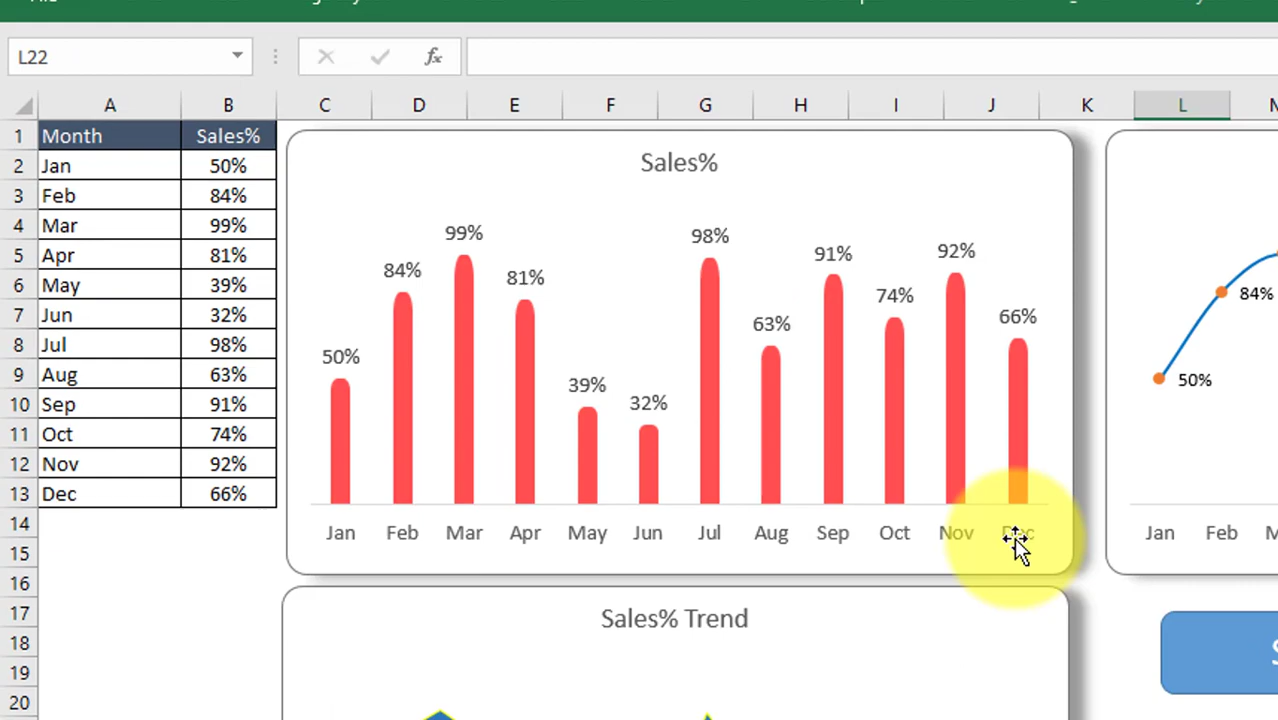 L22
fx
A B C D E F G H I J K L
1 Month Sales%
2 Jan 50%
3 Feb 84%
4 Mar 99%
5 Apr 81%
6 May 39%
7 Jun 32%
8 Jul 98%
9 Aug 63%
10 Sep 91%
11 Oct 74%
12 Nov 92%
13 Dec 66%
14
15
16
17
18
19
20
Sales%
50% 84% 99% 81% 39% 32% 98% 63% 91% 74% 92% 66%
Jan Feb Mar Apr May Jun Jul Aug Sep Oct Nov Dec
84%
50%
Jan Feb
Sales% Trend